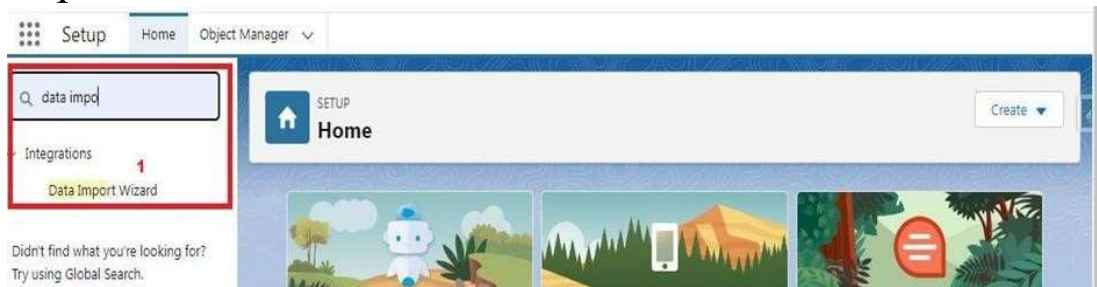 Setup Home Object Manager
data impo
Integrations
1
Data Import Wizard
Didn't find what you're looking for?
Try using Global Search.
SETUP
Home
Create